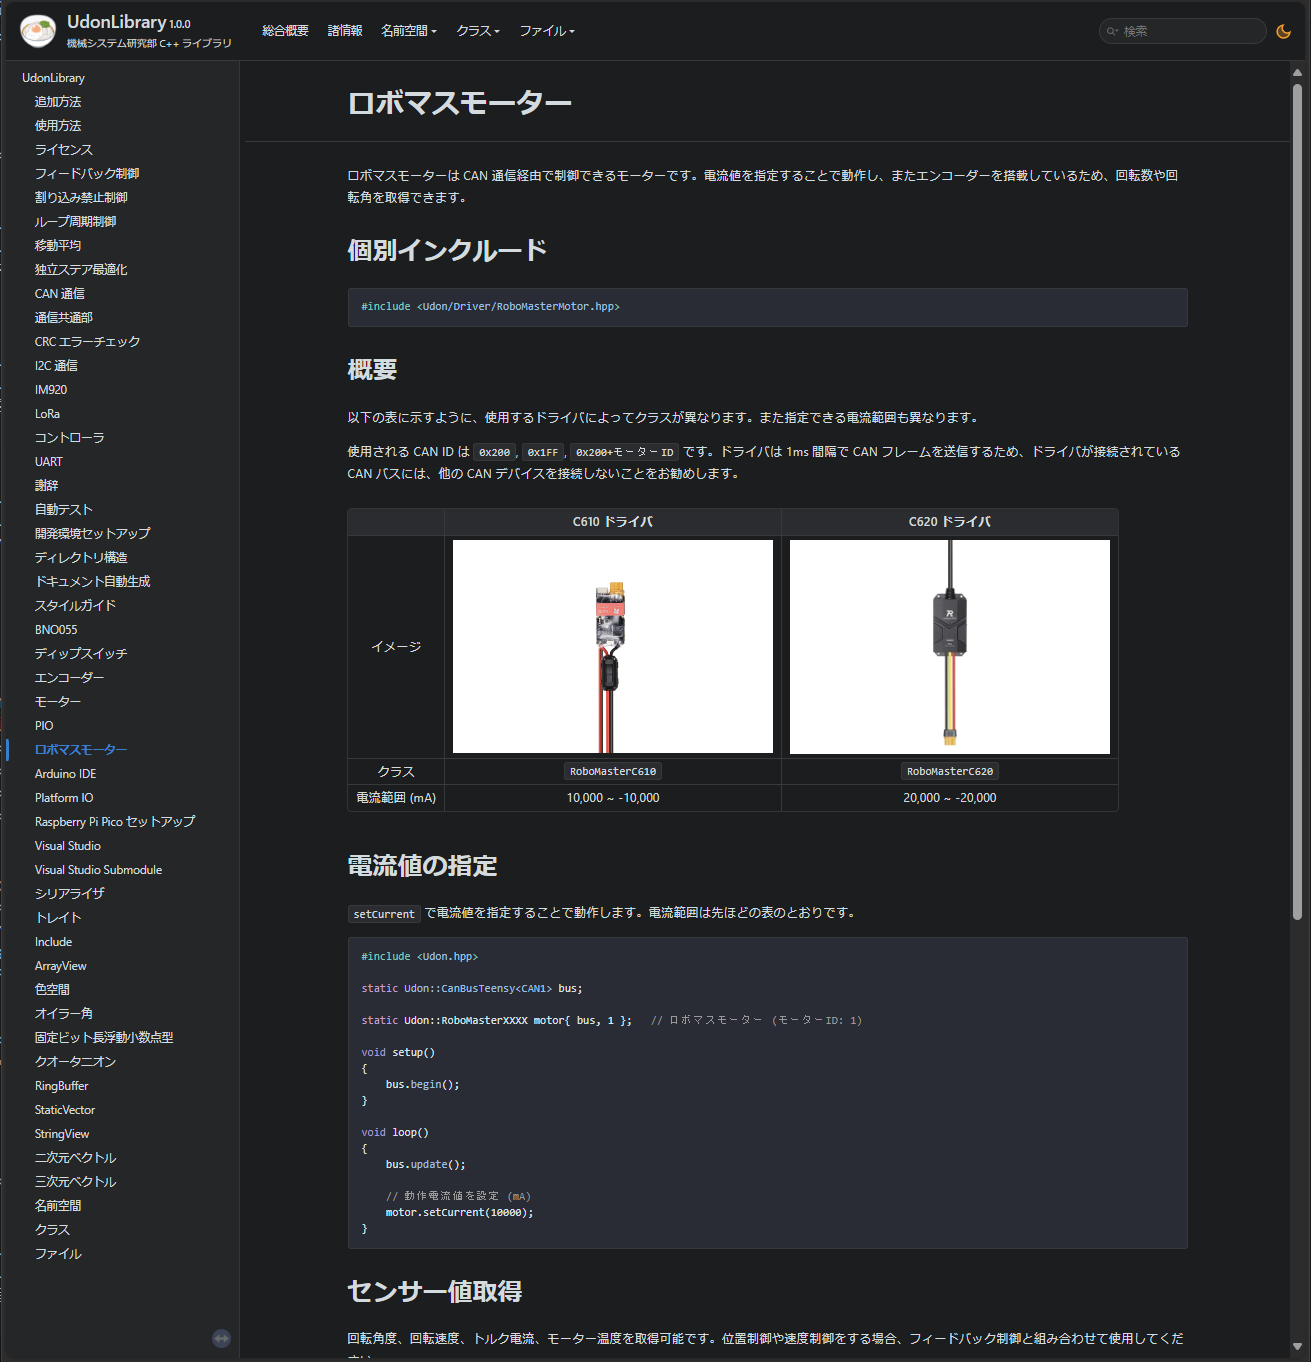 UdonLibrary 1.0.0
機械システム研究部 C++ ライブラリ
総合概要 諸情報 名前空間 クラス ファイル
検索
UdonLibrary
追加方法
使用方法
ライセンス
フィードバック制御
割り込み禁止制御
ループ周期制御
移動平均
独立ステア最適化
CAN 通信
通信共通部
CRC エラーチェック
I2C 通信
IM920
LoRa
コントローラ
UART
謝辞
自動テスト
開発環境セットアップ
ディレクトリ構造
ドキュメント自動生成
スタイルガイド
BNO055
ディップスイッチ
エンコーダー
モーター
PIO
ロボマスモーター
Arduino IDE
Platform IO
Raspberry Pi Pico セットアップ
Visual Studio
Visual Studio Submodule
シリアライザ
トレイト
Include
ArrayView
色空間
オイラー角
固定ビット長浮動小数点型
クオータニオン
RingBuffer
StaticVector
StringView
二次元ベクトル
三次元ベクトル
名前空間
クラス
ファイル
ロボマスモーター
ロボマスモーターは CAN 通信経由で制御できるモーターです。電流値を指定することで動作し、またエンコーダーを搭載しているため、回転数や回
転角を取得できます。
個別インクルード
#include <Udon/Driver/RoboMasterMotor.hpp>
概要
以下の表に示すように、使用するドライバによってクラスが異なります。また指定できる電流範囲も異なります。
使用される CAN ID は 0x200, 0x1FF, 0x200+モーターID です。ドライバは 1ms 間隔で CAN フレームを送信するため、ドライバが接続されている
CAN バスには、他の CAN デバイスを接続しないことをお勧めします。
C610 ドライバ C620 ドライバ
イメージ
クラス RoboMasterC610 RoboMasterC620
電流範囲 (mA) 10,000 ~ -10,000 20,000 ~ -20,000
電流値の指定
setCurrent で電流値を指定することで動作します。電流範囲は先ほどの表のとおりです。
#include <Udon.hpp>
static Udon::CanBusTeensy<CAN1> bus;
static Udon::RoboMasterXXXX motor{ bus, 1 }; // ロボマスモーター (モーターID: 1)
void setup()
{
bus.begin();
}
void loop()
{
bus.update();
// 動作電流値を設定 (mA)
motor.setCurrent(10000);
}
センサー値取得
回転角度、回転速度、トルク電流、モーター温度を取得可能です。位置制御や速度制御をする場合、フィードバック制御と組み合わせて使用してくだ